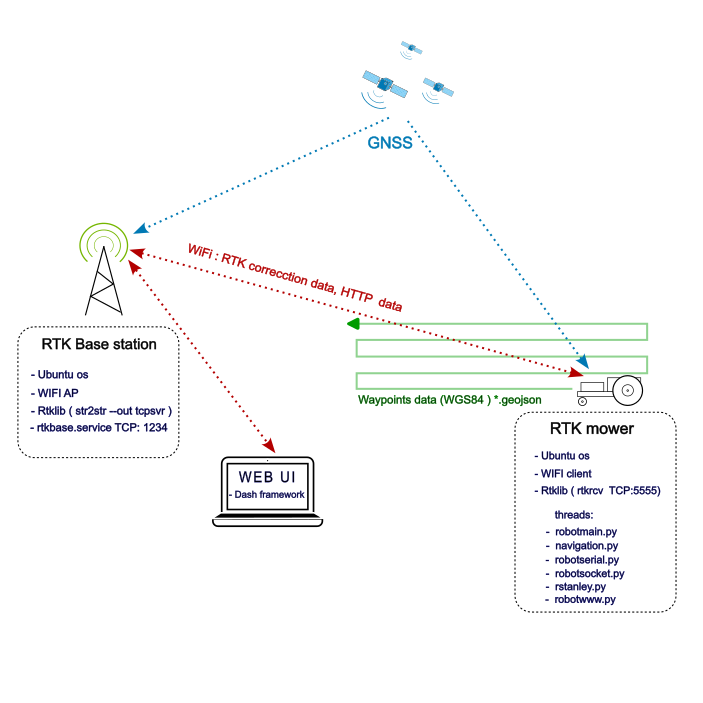 GNSS
WiFi : RTK correcction data, HTTP data
RTK Base station
- Ubuntu os
- WIFI AP
- Rtklib ( str2str --out tcpsvr )
- rtkbase.service TCP: 1234
Waypoints data (WGS84 ) *.geojson
WEB UI
- Dash framework
RTK mower
- Ubuntu os
- WIFI client
- Rtklib ( rtkrcv TCP:5555)
threads:
- robotmain.py
- navigation.py
- robotserial.py
- robotsocket.py
- rstanley.py
- robotwww.py